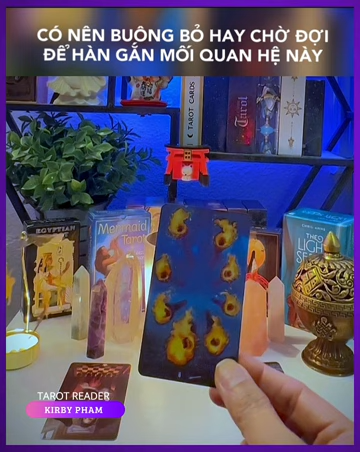 CÓ NÊN BUÔNG BỎ HAY CHỜ ĐỢI
ĐỂ HÀN GẮN MỐI QUAN HỆ NÀY
TAROT CARDS
Tarot
EGYPTIAN
Mermaid
Tarot
THE
LIGHT
SE
TAROT READER
KIRBY PHAM